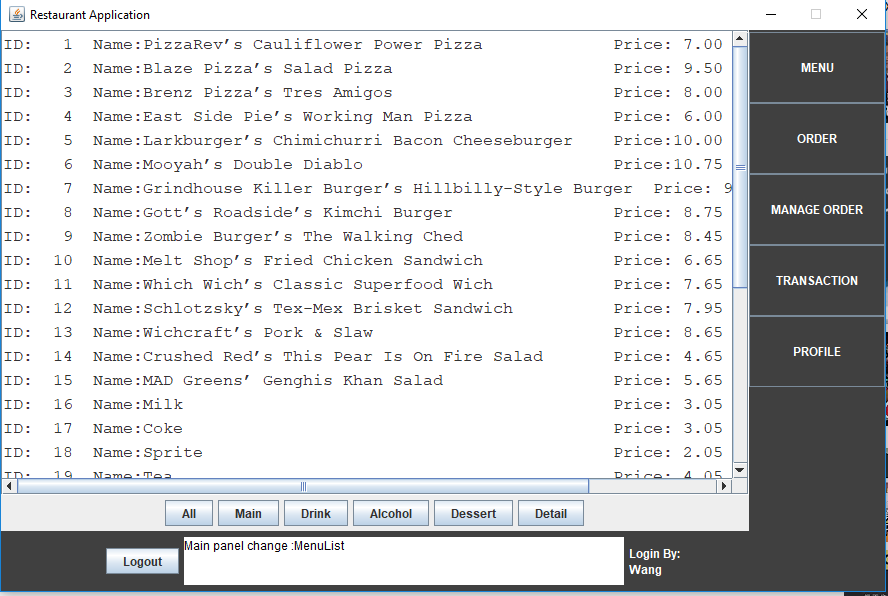 Restaurant Application
ID: 1 Name:PizzaRev’s Cauliflower Power Pizza Price: 7.00
ID: 2 Name:Blaze Pizza’s Salad Pizza Price: 9.50
ID: 3 Name:Brenz Pizza’s Tres Amigos Price: 8.00
ID: 4 Name:East Side Pie’s Working Man Pizza Price: 6.00
ID: 5 Name:Larkburger’s Chimichurri Bacon Cheeseburger Price:10.00
ID: 6 Name:Mooyah’s Double Diablo Price:10.75
ID: 7 Name:Grindhouse Killer Burger’s Hillbilly-Style Burger Price: 9
ID: 8 Name:Gott’s Roadside’s Kimchi Burger Price: 8.75
ID: 9 Name:Zombie Burger’s The Walking Ched Price: 8.45
ID: 10 Name:Melt Shop’s Fried Chicken Sandwich Price: 6.65
ID: 11 Name:Which Wich’s Classic Superfood Wich Price: 7.65
ID: 12 Name:Schlotzsky’s Tex-Mex Brisket Sandwich Price: 7.95
ID: 13 Name:Wichcraft’s Pork & Slaw Price: 8.65
ID: 14 Name:Crushed Red’s This Pear Is On Fire Salad Price: 4.65
ID: 15 Name:MAD Greens’ Genghis Khan Salad Price: 5.65
ID: 16 Name:Milk Price: 3.05
ID: 17 Name:Coke Price: 3.05
ID: 18 Name:Sprite Price: 2.05
ID: 19 Name:Tea Price: 4.05
MENU
ORDER
MANAGE ORDER
TRANSACTION
PROFILE
All Main Drink Alcohol Dessert Detail
Logout
Main panel change :MenuList
Login By:
Wang